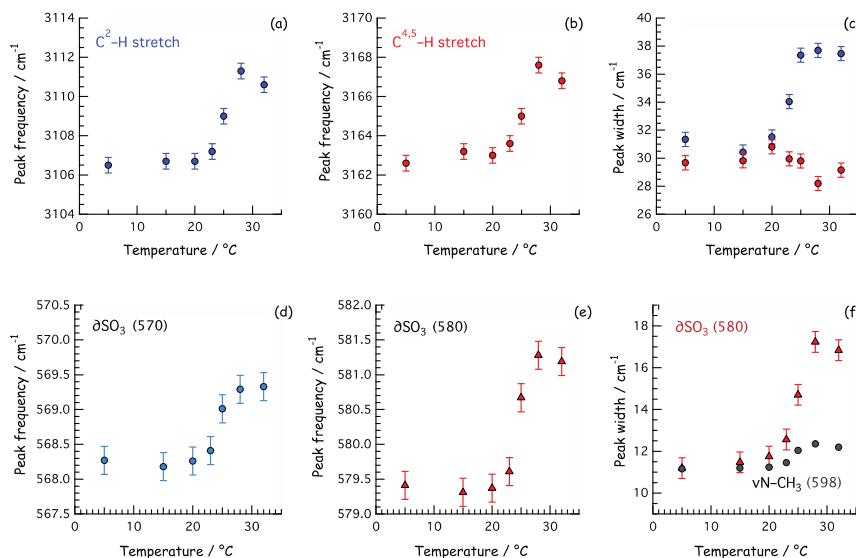 (a)
C²–H stretch
3114
3112
3110
3108
3106
3104
Peak frequency / cm⁻¹
0 10 20 30
Temperature / °C
(b)
C⁴,⁵–H stretch
3170
3168
3166
3164
3162
3160
Peak frequency / cm⁻¹
0 10 20 30
Temperature / °C
(c)
40
38
36
34
32
30
28
26
Peak width / cm⁻¹
0 10 20 30
Temperature / °C
(d)
∂SO₃ (570)
570.5
570.0
569.5
569.0
568.5
568.0
567.5
Peak frequency / cm⁻¹
0 10 20 30
Temperature / °C
(e)
∂SO₃ (580)
582.0
581.5
581.0
580.5
580.0
579.5
579.0
Peak frequency / cm⁻¹
0 10 20 30
Temperature / °C
(f
∂SO₃ (580)
18
16
14
12
10
Peak width / cm⁻¹
νN–CH₃ (598)
0 10 20 30
Temperature / °C